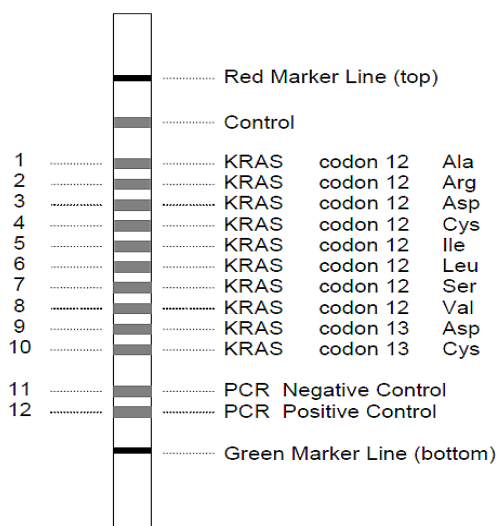 Red Marker Line (top)
Control
1 KRAS codon 12 Ala
2 KRAS codon 12 Arg
3 KRAS codon 12 Asp
4 KRAS codon 12 Cys
5 KRAS codon 12 Ile
6 KRAS codon 12 Leu
7 KRAS codon 12 Ser
8 KRAS codon 12 Val
9 KRAS codon 13 Asp
10 KRAS codon 13 Cys
11 PCR Negative Control
12 PCR Positive Control
Green Marker Line (bottom)